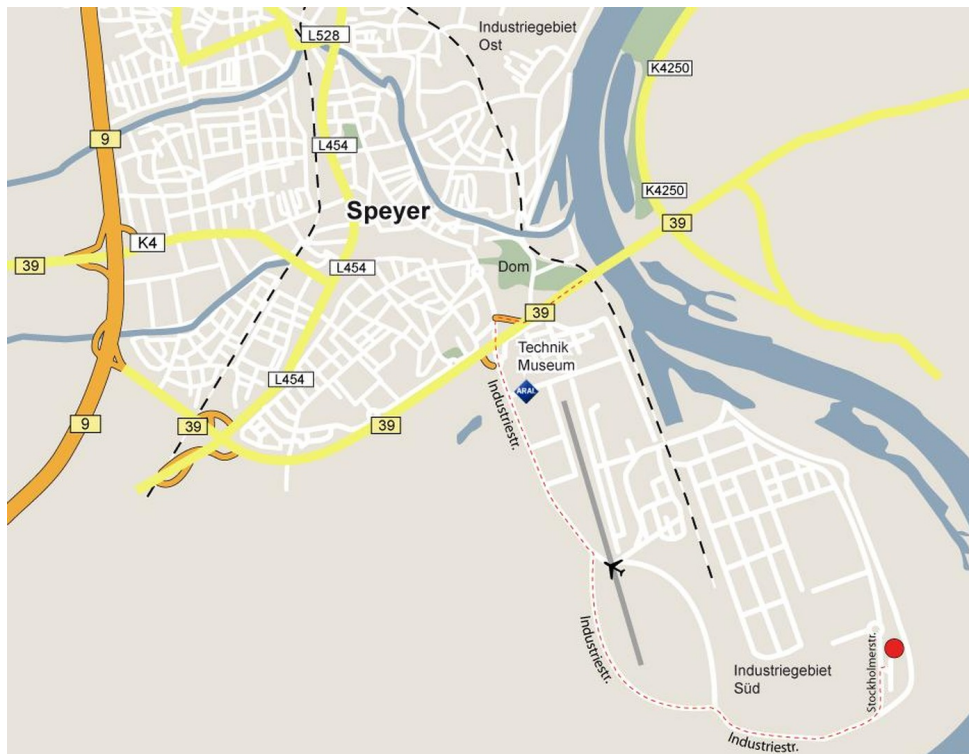 Industriegebiet
Ost
L528
K4250
9
L454
K4250
Speyer
39
K4
39
L454
Dom
39
Technik
Museum
L454
ARAL
Industriestr.
9
39
39
Industriestr.
Industriegebiet
Süd
Stockholmerstr.
Industriestr.